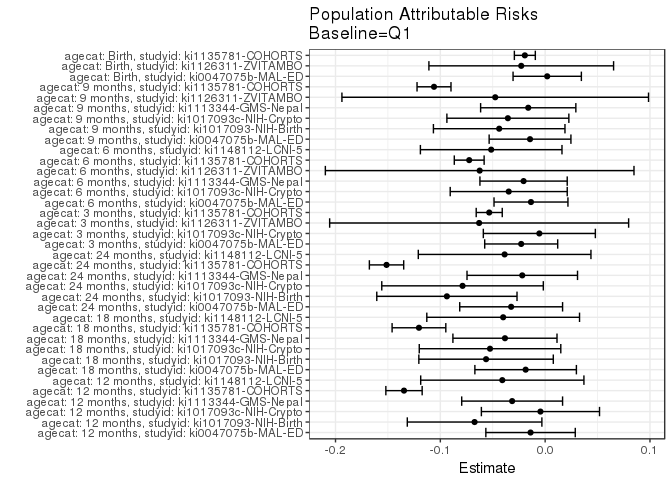 Population Attributable Risks
Baseline=Q1
agecat: Birth, studyid: ki1135781-COHORTS
agecat: Birth, studyid: ki1126311-ZVITAMBO
agecat: Birth, studyid: ki0047075b-MAL-ED
agecat: 9 months, studyid: ki1135781-COHORTS
agecat: 9 months, studyid: ki1126311-ZVITAMBO
agecat: 9 months, studyid: ki1113344-GMS-Nepal
agecat: 9 months, studyid: ki1017093c-NIH-Crypto
agecat: 9 months, studyid: ki1017093-NIH-Birth
agecat: 9 months, studyid: ki0047075b-MAL-ED
agecat: 6 months, studyid: ki1148112-LCNI-5
agecat: 6 months, studyid: ki1135781-COHORTS
agecat: 6 months, studyid: ki1126311-ZVITAMBO
agecat: 6 months, studyid: ki1113344-GMS-Nepal
agecat: 6 months, studyid: ki1017093c-NIH-Crypto
agecat: 6 months, studyid: ki0047075b-MAL-ED
agecat: 3 months, studyid: ki1135781-COHORTS
agecat: 3 months, studyid: ki1126311-ZVITAMBO
agecat: 3 months, studyid: ki1017093c-NIH-Crypto
agecat: 3 months, studyid: ki0047075b-MAL-ED
agecat: 24 months, studyid: ki1148112-LCNI-5
agecat: 24 months, studyid: ki1135781-COHORTS
agecat: 24 months, studyid: ki1113344-GMS-Nepal
agecat: 24 months, studyid: ki1017093c-NIH-Crypto
agecat: 24 months, studyid: ki1017093-NIH-Birth
agecat: 24 months, studyid: ki0047075b-MAL-ED
agecat: 18 months, studyid: ki1148112-LCNI-5
agecat: 18 months, studyid: ki1135781-COHORTS
agecat: 18 months, studyid: ki1113344-GMS-Nepal
agecat: 18 months, studyid: ki1017093c-NIH-Crypto
agecat: 18 months, studyid: ki1017093-NIH-Birth
agecat: 18 months, studyid: ki0047075b-MAL-ED
agecat: 12 months, studyid: ki1148112-LCNI-5
agecat: 12 months, studyid: ki1135781-COHORTS
agecat: 12 months, studyid: ki1113344-GMS-Nepal
agecat: 12 months, studyid: ki1017093c-NIH-Crypto
agecat: 12 months, studyid: ki1017093-NIH-Birth
agecat: 12 months, studyid: ki0047075b-MAL-ED
-0.2 -0.1 0.0 0.1
Estimate